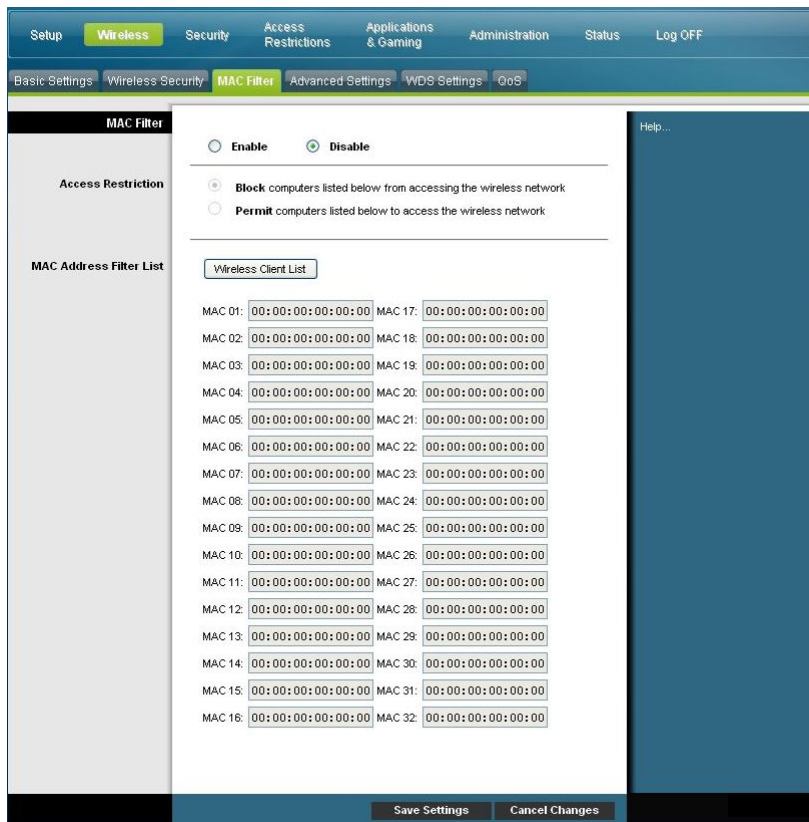 Setup Wireless Security Access Restrictions Applications & Gaming Administration Status Log OFF
Basic Settings Wireless Security MAC Filter Advanced Settings WDS Settings QoS
MAC Filter
Help...
Enable Disable
Access Restriction
Block computers listed below from accessing the wireless network
Permit computers listed below to access the wireless network
MAC Address Filter List
Wireless Client List
MAC 01: 00:00:00:00:00:00 MAC 17: 00:00:00:00:00:00
MAC 02: 00:00:00:00:00:00 MAC 18: 00:00:00:00:00:00
MAC 03: 00:00:00:00:00:00 MAC 19: 00:00:00:00:00:00
MAC 04: 00:00:00:00:00:00 MAC 20: 00:00:00:00:00:00
MAC 05: 00:00:00:00:00:00 MAC 21: 00:00:00:00:00:00
MAC 06: 00:00:00:00:00:00 MAC 22: 00:00:00:00:00:00
MAC 07: 00:00:00:00:00:00 MAC 23: 00:00:00:00:00:00
MAC 08: 00:00:00:00:00:00 MAC 24: 00:00:00:00:00:00
MAC 09: 00:00:00:00:00:00 MAC 25: 00:00:00:00:00:00
MAC 10: 00:00:00:00:00:00 MAC 26: 00:00:00:00:00:00
MAC 11: 00:00:00:00:00:00 MAC 27: 00:00:00:00:00:00
MAC 12: 00:00:00:00:00:00 MAC 28: 00:00:00:00:00:00
MAC 13: 00:00:00:00:00:00 MAC 29: 00:00:00:00:00:00
MAC 14: 00:00:00:00:00:00 MAC 30: 00:00:00:00:00:00
MAC 15: 00:00:00:00:00:00 MAC 31: 00:00:00:00:00:00
MAC 16: 00:00:00:00:00:00 MAC 32: 00:00:00:00:00:00
Save Settings Cancel Changes